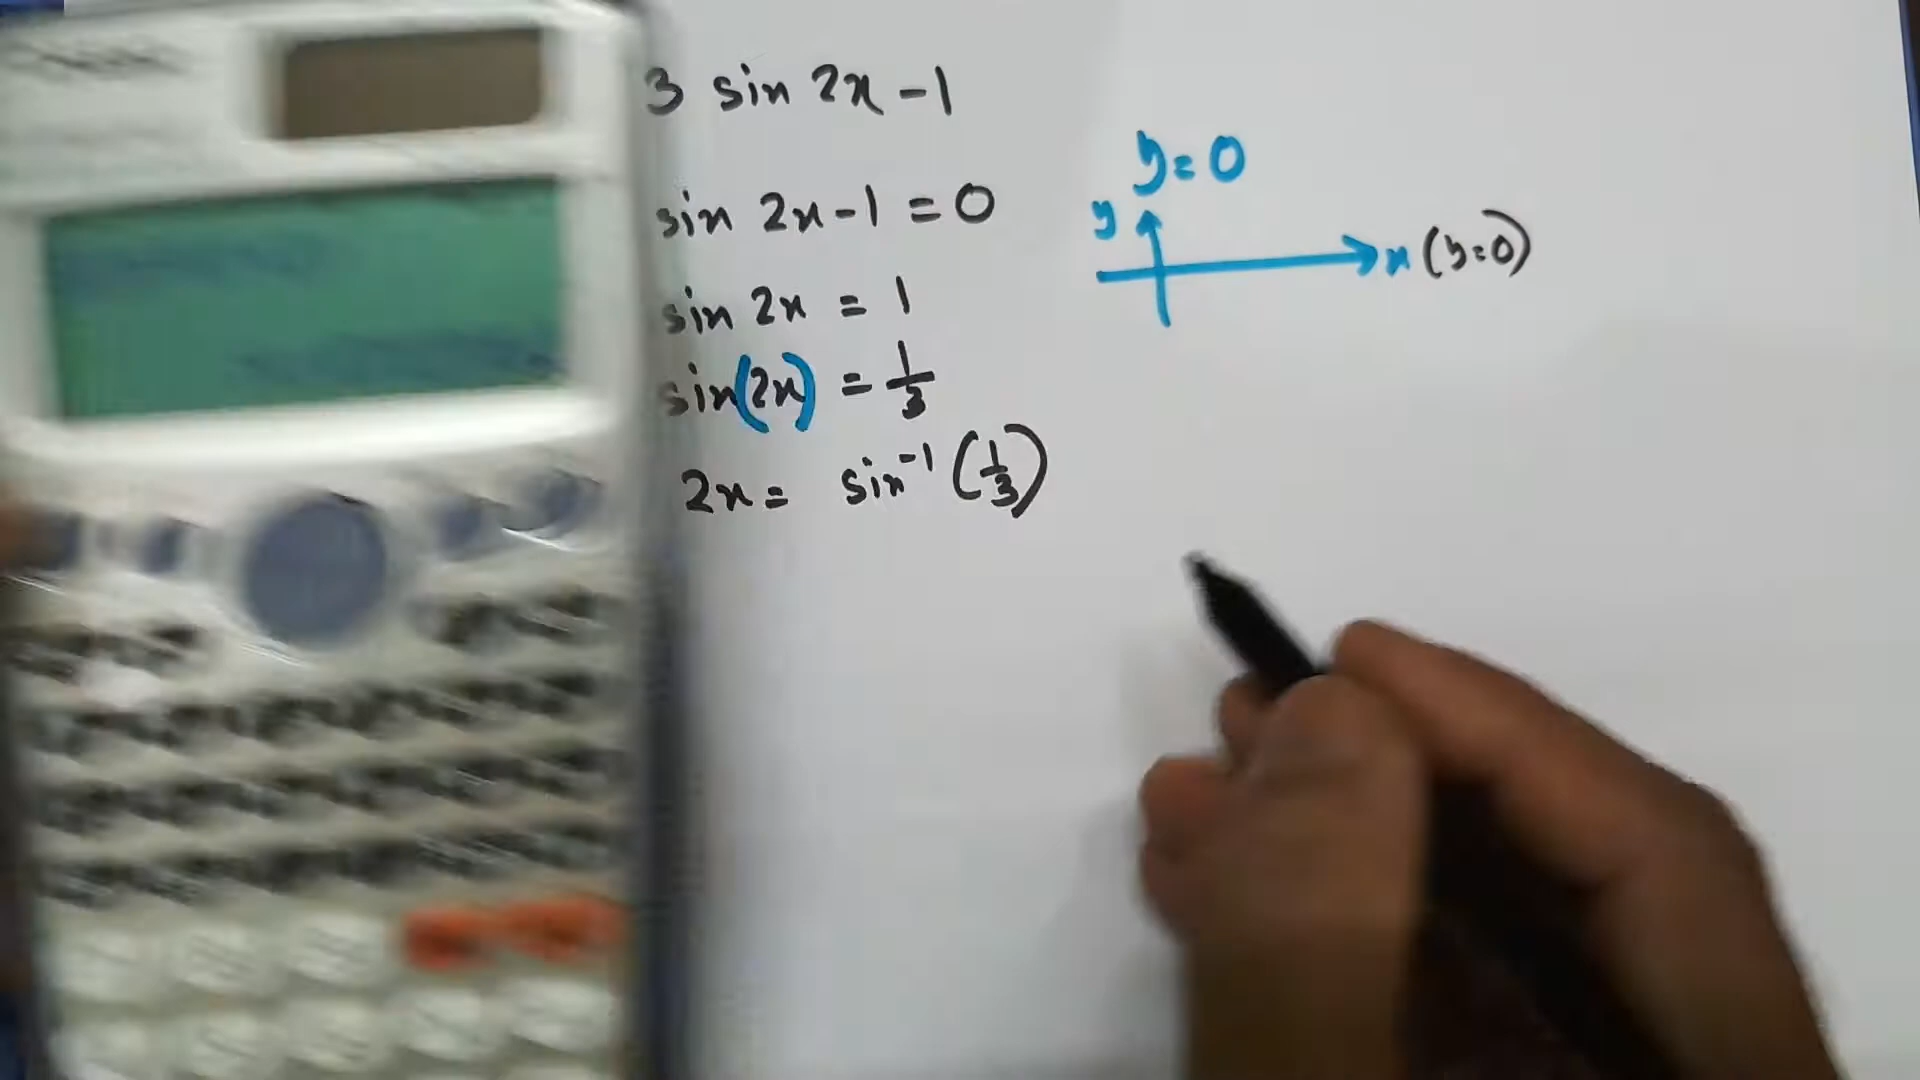 3 sin 2x - 1
sin 2x - 1 = 0
sin 2x = 1
sin(2x) = 1/3
2x = sin⁻¹ (1/3)
y = 0
y
x (y=0)